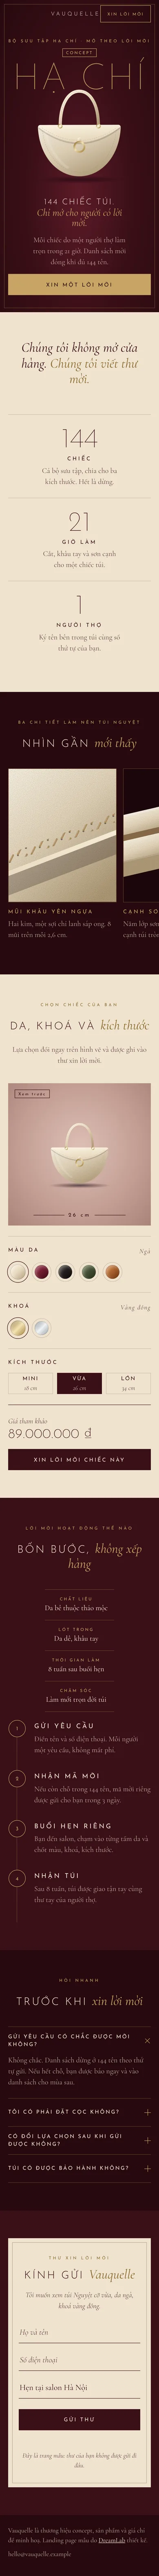 VAUQUELLE
XIN LỜI MỜI
BỘ SƯU TẬP HẠ CHÍ · MỞ THEO LỜI MỜI
CONCEPT
HẠ CHÍ
144 CHIẾC TÚI.
Chỉ mở cho người có lời
mời.
Mỗi chiếc do một người thợ làm
trọn trong 21 giờ. Danh sách mời
đóng khi đủ 144 tên.
XIN MỘT LỜI MỜI
Chúng tôi không mở cửa
hàng. Chúng tôi viết thư
mời.
144
CHIẾC
Cả bộ sưu tập, chia cho ba
kích thước. Hết là dừng.
21
GIỜ LÀM
Cắt, khâu tay và sơn cạnh
cho một chiếc túi.
1
NGƯỜI THỢ
Ký tên bên trong túi cùng số
thứ tự của bạn.
BA CHI TIẾT LÀM NÊN TÚI NGUYỆT
NHÌN GẦN mới thấy
MŨI KHÂU YÊN NGỰA
Hai kim, một sợi chỉ lanh sáp ong. 8
mũi trên mỗi 2,6 cm.
CẠNH SƠ
Năm lớp sơn
cạnh túi tròn
CHỌN CHIẾC CỦA BẠN
DA, KHOÁ VÀ kích thước
Lựa chọn đổi ngay trên hình vẽ và được ghi vào
thư xin lời mời.
Xem trước
26 cm
MÀU DA
Ngà
KHOÁ
Vàng đồng
KÍCH THƯỚC
MINI
18 cm
VỪA
26 cm
LỚN
34 cm
Giá tham khảo
89.000.000 ₫
XIN LỜI MỜI CHIẾC NÀY
LỜI MỜI HOẠT ĐỘNG THẾ NÀO
BỐN BƯỚC, không xếp
hàng
CHẤT LIỆU
Da bê thuộc thảo mộc
LÓT TRONG
Da dê, khâu tay
THỜI GIAN LÀM
8 tuần sau buổi hẹn
CHĂM SÓC
Làm mới trọn đời túi
1
GỬI YÊU CẦU
Điền tên và số điện thoại. Mỗi người
một yêu cầu, không mất phí.
2
NHẬN MÃ MỜI
Nếu còn chỗ trong 144 tên, mã mời riêng
được gửi cho bạn trong 3 ngày.
3
BUỔI HẸN RIÊNG
Bạn đến salon, chạm vào từng tấm da và
chốt màu, khoá, kích thước.
4
NHẬN TÚI
Sau 8 tuần, túi được giao tận tay cùng
thẻ tay của người thợ.
HỎI NHANH
TRƯỚC KHI xin lời mời
GỬI YÊU CẦU CÓ CHẮC ĐƯỢC MỜI
KHÔNG?
Không chắc. Danh sách dừng ở 144 tên theo thứ
tự gửi. Nếu hết chỗ, bạn được báo và vào
danh sách cho mùa sau.
TÔI CÓ PHẢI ĐẶT CỌC KHÔNG?
CÓ ĐỔI LỰA CHỌN SAU KHI GỬI
ĐƯỢC KHÔNG?
TÚI CÓ ĐƯỢC BẢO HÀNH KHÔNG?
THƯ XIN LỜI MỜI
KÍNH GỬI Vauquelle
Tôi muốn xem túi Nguyệt cỡ vừa, da ngà,
khoá vàng đồng.
Họ và tên
Số điện thoại
Hẹn tại salon Hà Nội
GỬI THƯ
Đây là trang mẫu: thư của bạn không được gửi đi
đâu.
Vauquelle là thương hiệu concept, sản phẩm và giá chỉ
để minh hoạ. Landing page mẫu do DreamLab thiết kế.
hello@vauquelle.example